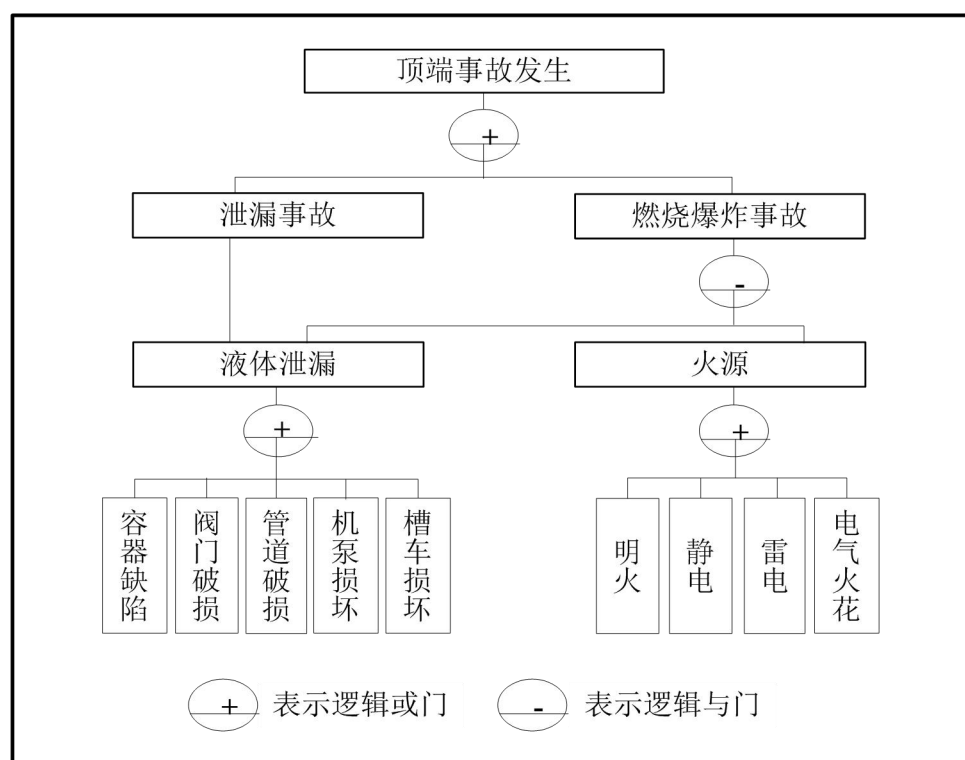 顶端事故发生
+
泄漏事故
燃烧爆炸事故
-
液体泄漏
火源
+
+
容器缺陷
阀门破损
管道破损
机泵损坏
槽车损坏
明火
静电
雷电
电气火花
+ 表示逻辑或门
- 表示逻辑与门